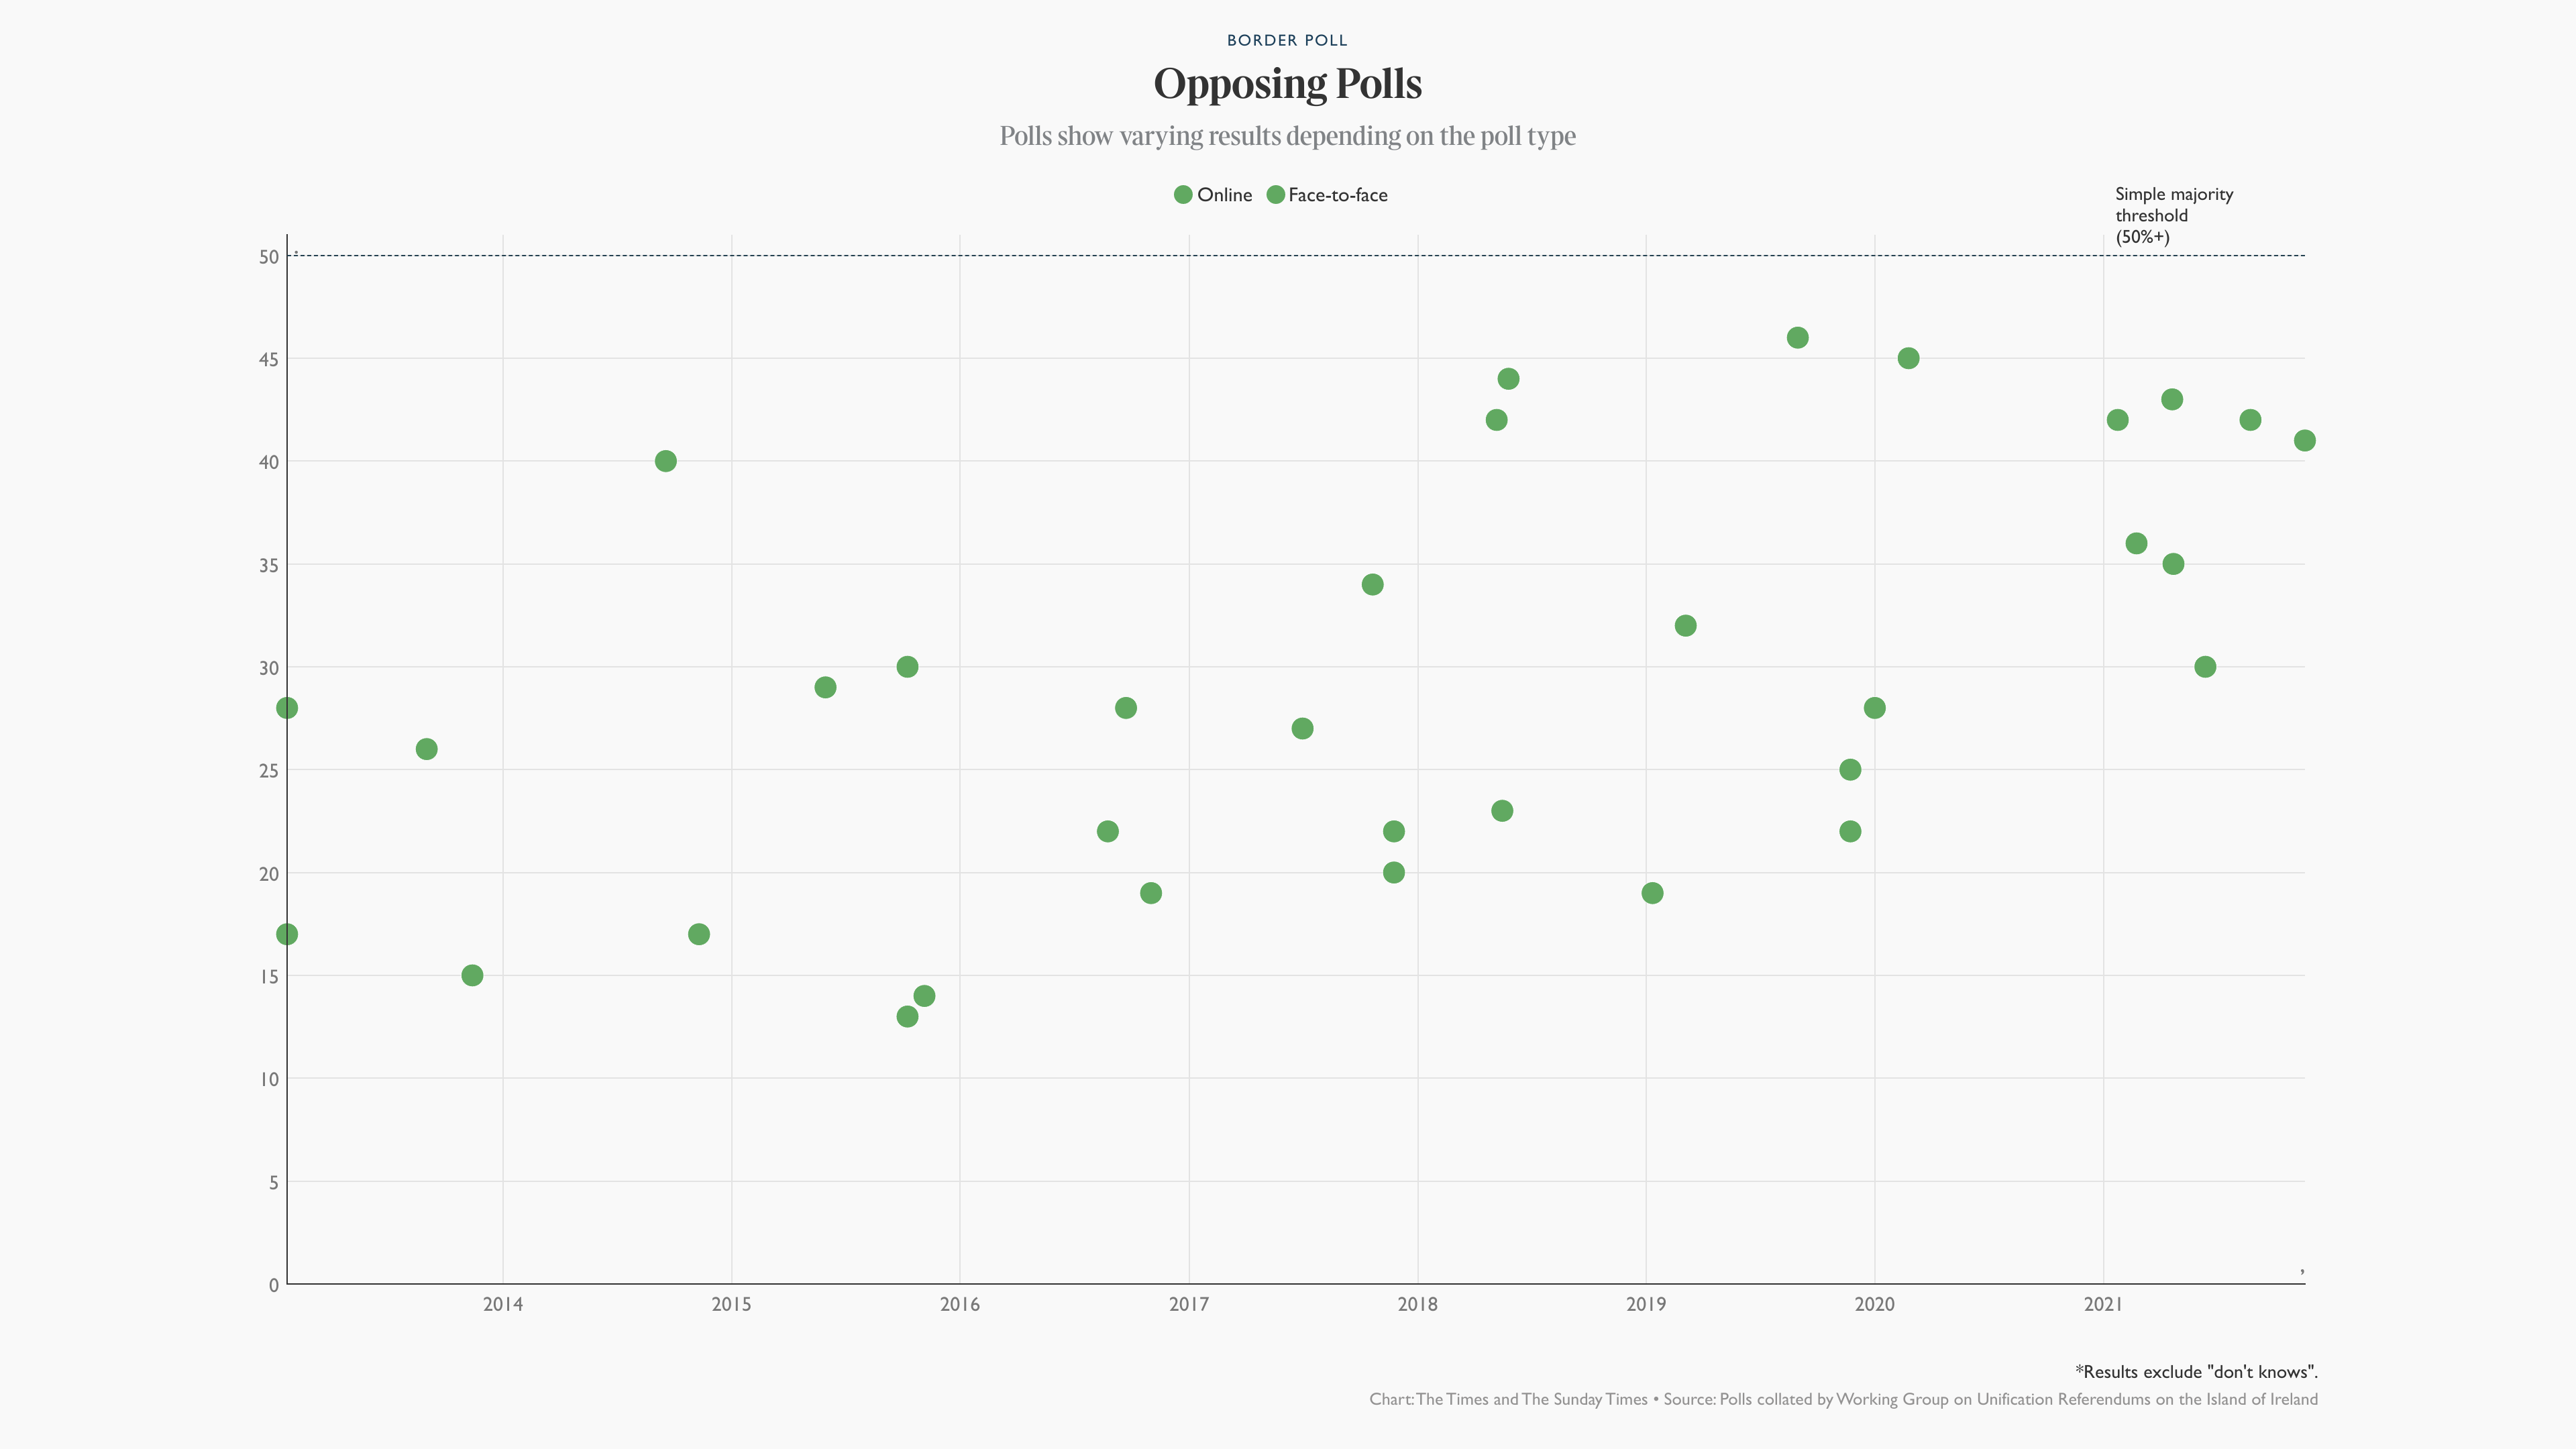 BORDER POLL
Opposing Polls
Polls show varying results depending on the poll type
Online Face-to-face
Simple majority
threshold
(50%+)
50
45
40
35
30
25
20
15
10
5
0
2014 2015 2016 2017 2018 2019 2020 2021
*Results exclude "don't knows".
Chart: The Times and The Sunday Times • Source: Polls collated by Working Group on Unification Referendums on the Island of Ireland